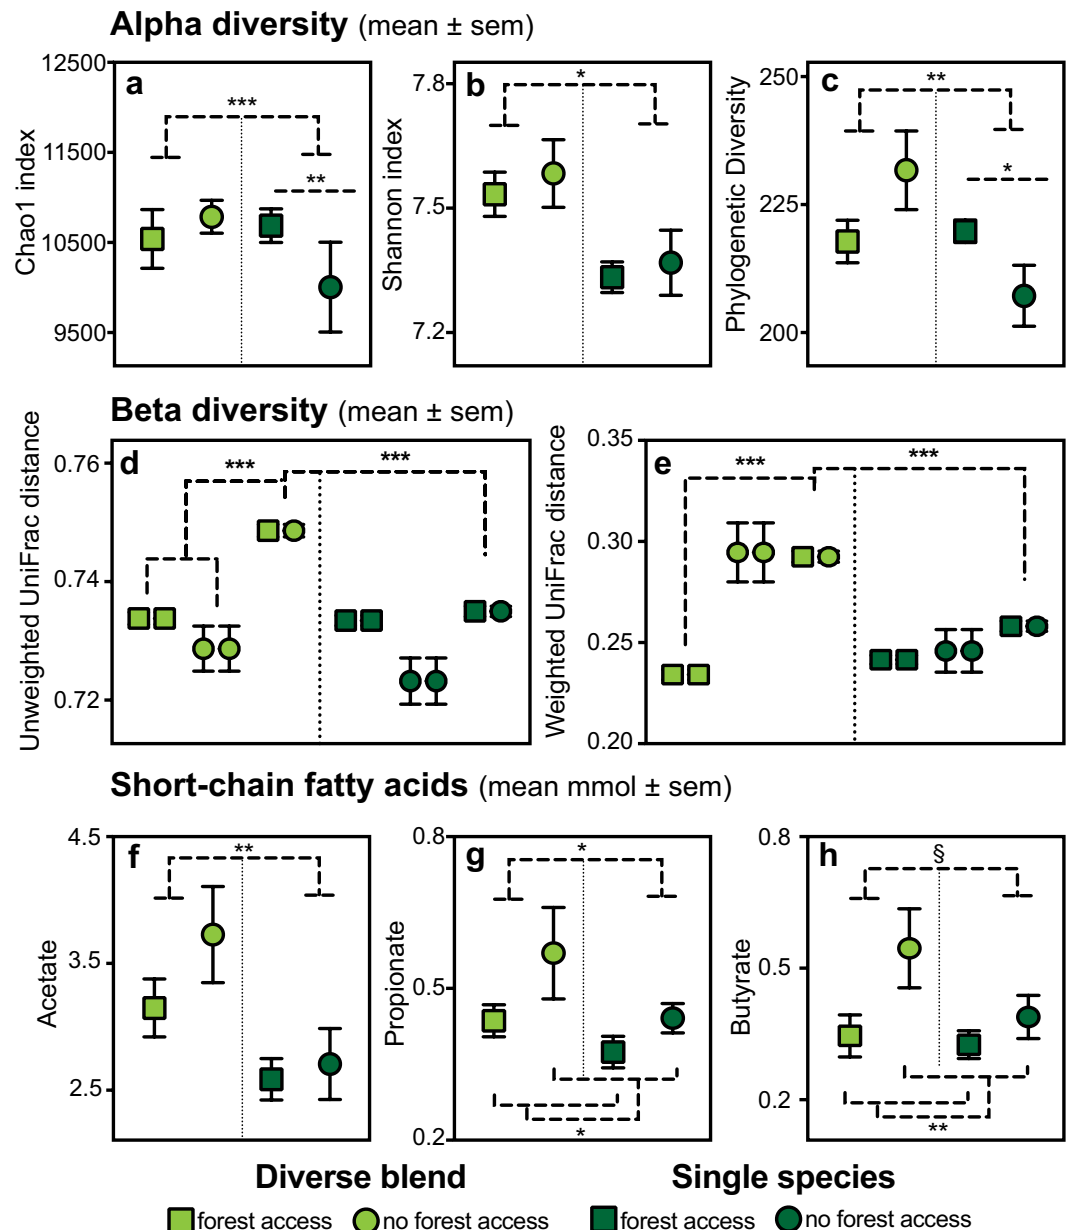 Alpha diversity (mean ± sem)
a
Chao1 index
12500
11500
10500
9500
***
**
b
Shannon index
7.8
7.5
7.2
*
c
Phylogenetic Diversity
250
225
200
**
*
Beta diversity (mean ± sem)
d
Unweighted UniFrac distance
0.76
0.74
0.72
***
***
e
Weighted UniFrac distance
0.35
0.30
0.25
0.20
***
***
Short-chain fatty acids (mean mmol ± sem)
f
Acetate
4.5
3.5
2.5
**
g
Propionate
0.8
0.5
0.2
*
*
h
Butyrate
0.8
0.5
0.2
§
**
Diverse blend Single species
forest access no forest access forest access no forest access